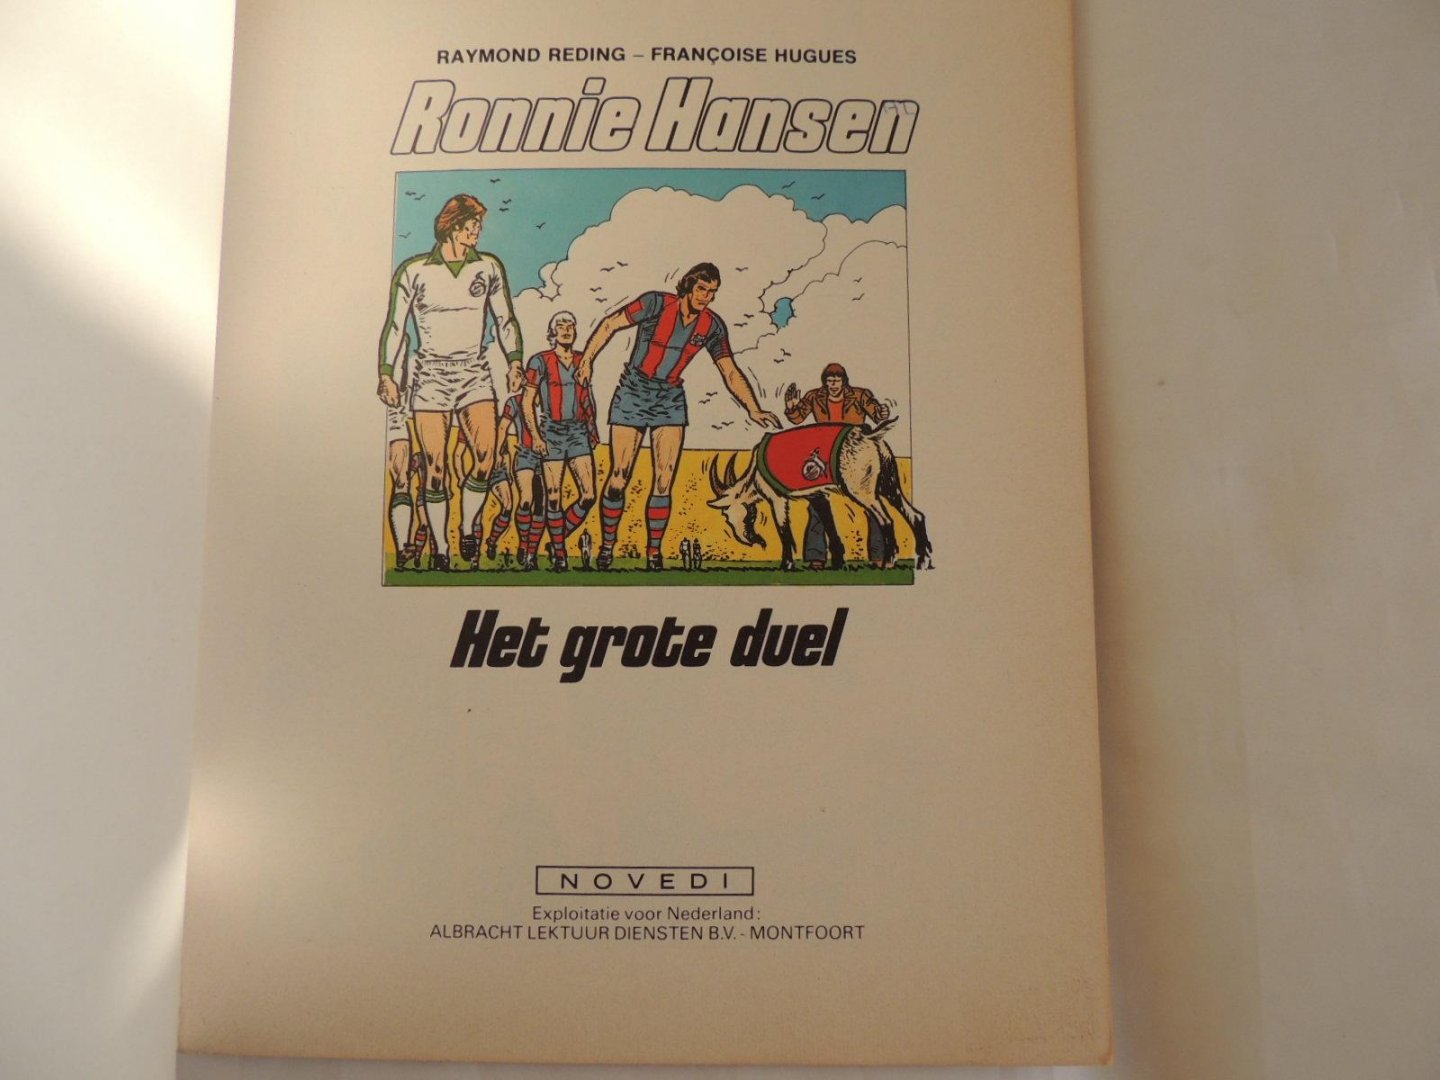 RAYMOND REDING – FRANÇOISE HUGUES
Ronnie Hansen
Het grote duel
NOVEDI
Exploitatie voor Nederland:
ALBRACHT LEKTUUR DIENSTEN B.V. - MONTFOORT